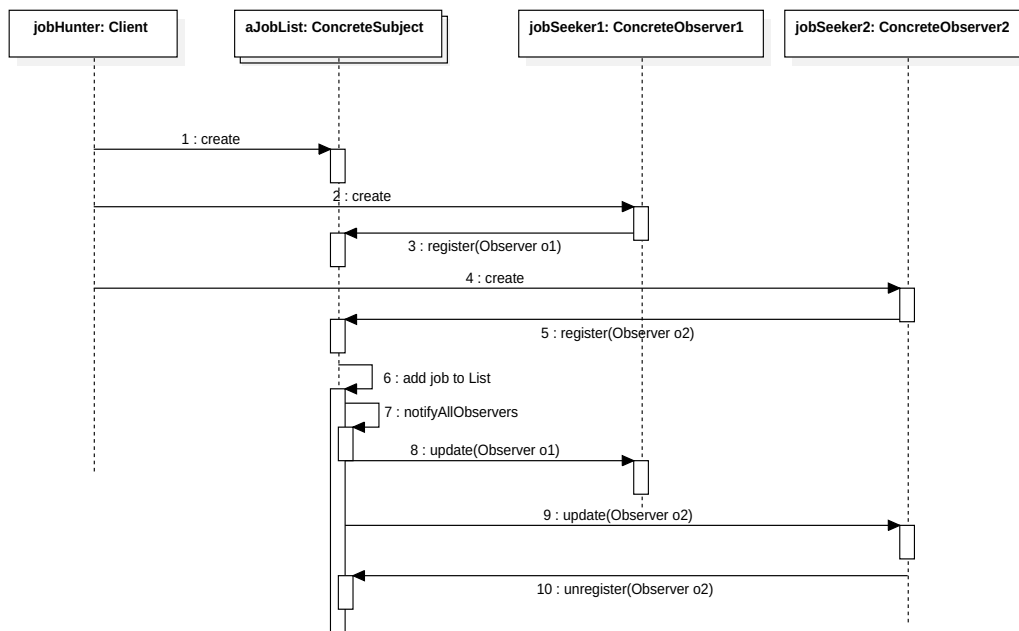 jobHunter: Client
aJobList: ConcreteSubject
jobSeeker1: ConcreteObserver1
jobSeeker2: ConcreteObserver2
1 : create
2 : create
3 : register(Observer o1)
4 : create
5 : register(Observer o2)
6 : add job to List
7 : notifyAllObservers
8 : update(Observer o1)
9 : update(Observer o2)
10 : unregister(Observer o2)